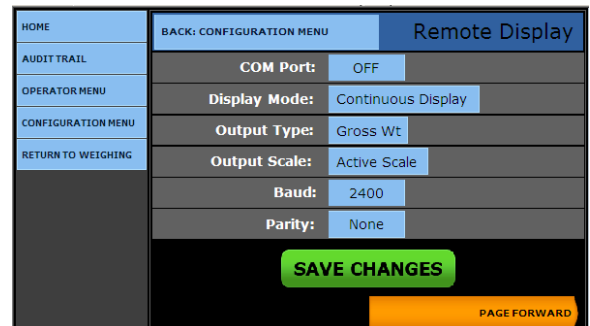 HOME
AUDIT TRAIL
OPERATOR MENU
CONFIGURATION MENU
RETURN TO WEIGHING
BACK: CONFIGURATION MENU
Remote Display
COM Port: OFF
Display Mode: Continuous Display
Output Type: Gross Wt
Output Scale: Active Scale
Baud: 2400
Parity: None
SAVE CHANGES
PAGE FORWARD